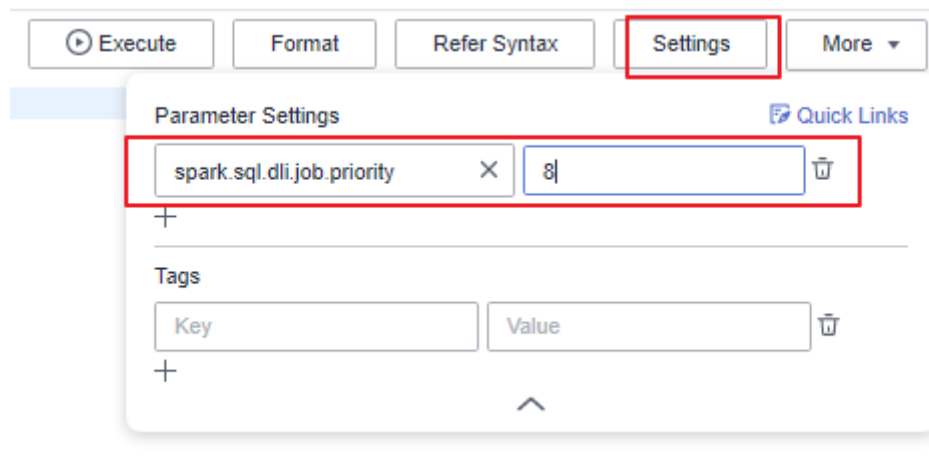 Execute Format Refer Syntax Settings More
Parameter Settings Quick Links
spark.sql.dli.job.priority 8
Tags
Key Value